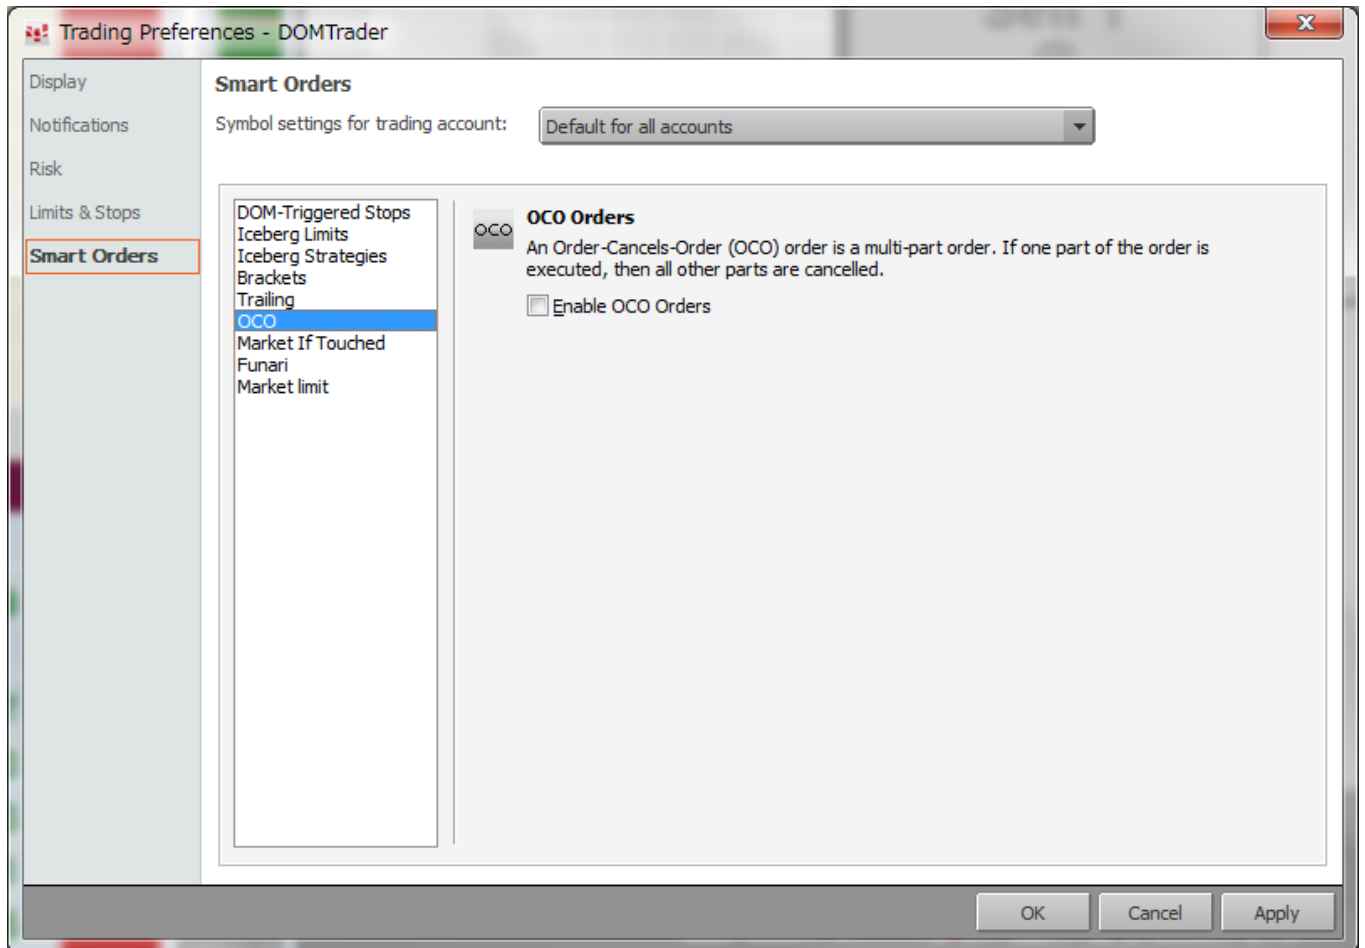 Trading Preferences - DOMTrader
Display
Notifications
Risk
Limits & Stops
Smart Orders
Smart Orders
Symbol settings for trading account:
Default for all accounts
DOM-Triggered Stops
Iceberg Limits
Iceberg Strategies
Brackets
Trailing
OCO
Market If Touched
Funari
Market limit
oco
OCO Orders
An Order-Cancels-Order (OCO) order is a multi-part order. If one part of the order is
executed, then all other parts are cancelled.
Enable OCO Orders
OK
Cancel
Apply